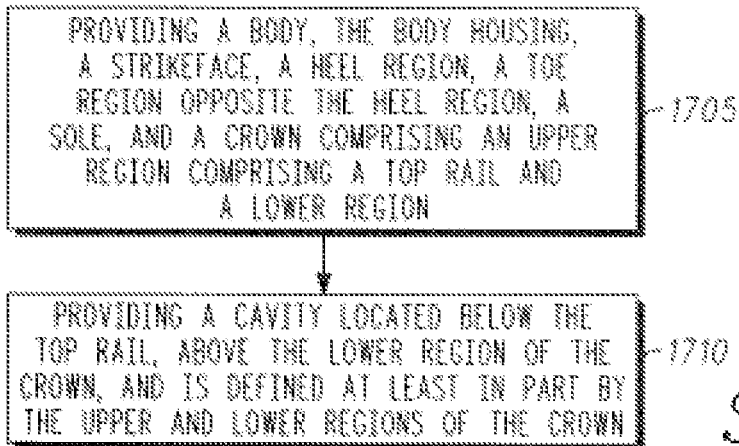 PROVIDING A BODY, THE BODY HOUSING,
A STRIKEFACE, A HEEL REGION, A TOE
REGION OPPOSITE THE HEEL REGION, A
SOLE, AND A CROWN COMPRISING AN UPPER
REGION COMPRISING A TOP RAIL AND
A LOWER REGION
1705
PROVIDING A CAVITY LOCATED BELOW THE
TOP RAIL, ABOVE THE LOWER REGION OF THE
CROWN, AND IS DEFINED AT LEAST IN PART BY
THE UPPER AND LOWER REGIONS OF THE CROWN
1710